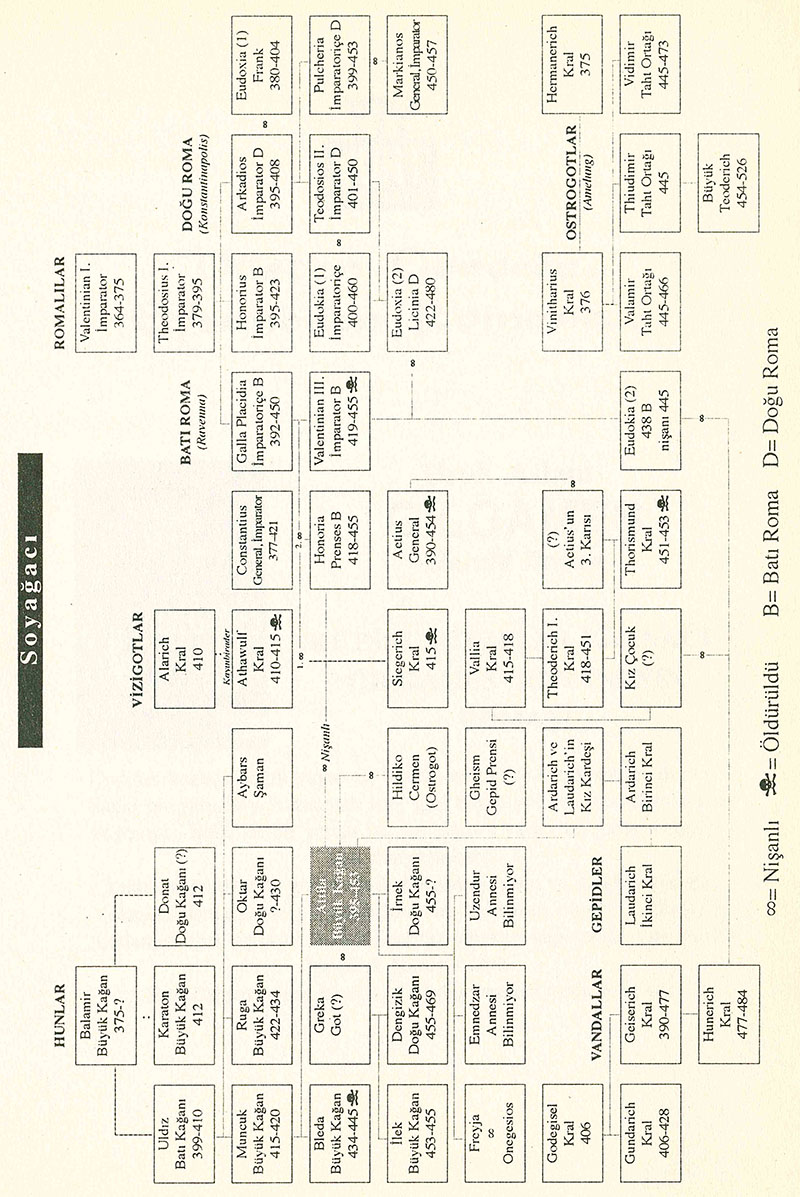 Soyağacı
HUNLAR
ROMALILAR
Balamir
Büyük Kağan
375-?
Valentinian I.
İmparator
364-375
VİZİGOTLAR
BATI ROMA
(Ravenna)
DOĞU ROMA
(Konstantinapolis)
Uldız
Batı Kağanı
399-410
:
Karaton
Büyük Kağan
412
Donat
Doğu Kağanı (?)
412
Alarich
Kral
410
Theodosius I.
İmparator
379-395
Kayınbirader
Muncuk
Büyük Kağan
415-420
Ruga
Büyük Kağan
422-434
Oktar
Doğu Kağanı
?-430
Aybars
Şaman
Athawulf
Kral
410-415
Constantius
General, İmparator
377-421
Galla Placidia
İmparatoriçe B
392-450
Honorius
İmparator B
395-423
Arkadios
İmparator D
395-408
∞
Eudoxia (1)
Frank
380-404
1.
∞
2.
∞
Bleda
Büyük Kağan
434-445
Greka
Got (?)
∞
Attila
Büyük Kağan
395-453
∞ Nişanlı
Honoria
Prenses B
418-455
Valentinian III.
İmparator B
419-455
Eudokia (1)
İmparatoriçe
400-460
∞
Teodosios II.
İmparator D
401-450
Pulcheria
İmparatoriçe D
399-453
∞
İlek
Büyük Kağan
453-455
Dengizik
Doğu Kağanı
455-469
İrnek
Doğu Kağanı
455-?
∞
Hildiko
Cermen
(Ostrogot)
Siegerich
Kral
415
Aetius
General
390-454
∞
Eudoxia (2)
Licinia D
422-480
Markianos
General, İmparator
450-457
Freyja
∞
Onegesios
Emnedzar
Annesi
Bilinmiyor
Uzendur
Annesi
Bilinmiyor
Gheism
Gepid Prensi
(?)
Vallia
Kral
415-418
∞
VANDALLAR
GEPİDLER
OSTROGOTLAR
(Amelung)
Godegisel
Kral
406
Ardarich ve
Laudarich'in
Kız Kardeşi
Theoderich I.
Kral
418-451
(?)
Aetius'un
3. Karısı
Vinitharius
Kral
376
Hermanerich
Kral
375
Gundarich
Kral
406-428
Geiserich
Kral
390-477
Laudarich
İkinci Kral
Ardarich
Birinci Kral
Kız Çocuk
(?)
Thorismund
Kral
451-453
Eudokia (2)
438 B
nişanı 445
Valamir
Taht Ortağı
445-466
Thiudimir
Taht Ortağı
445
Vidimir
Taht Ortağı
445-473
Hunerich
Kral
477-484
∞
∞
Büyük
Teoderich
454-526
∞= Nişanlı
= Öldürüldü
B= Batı Roma
D= Doğu Roma